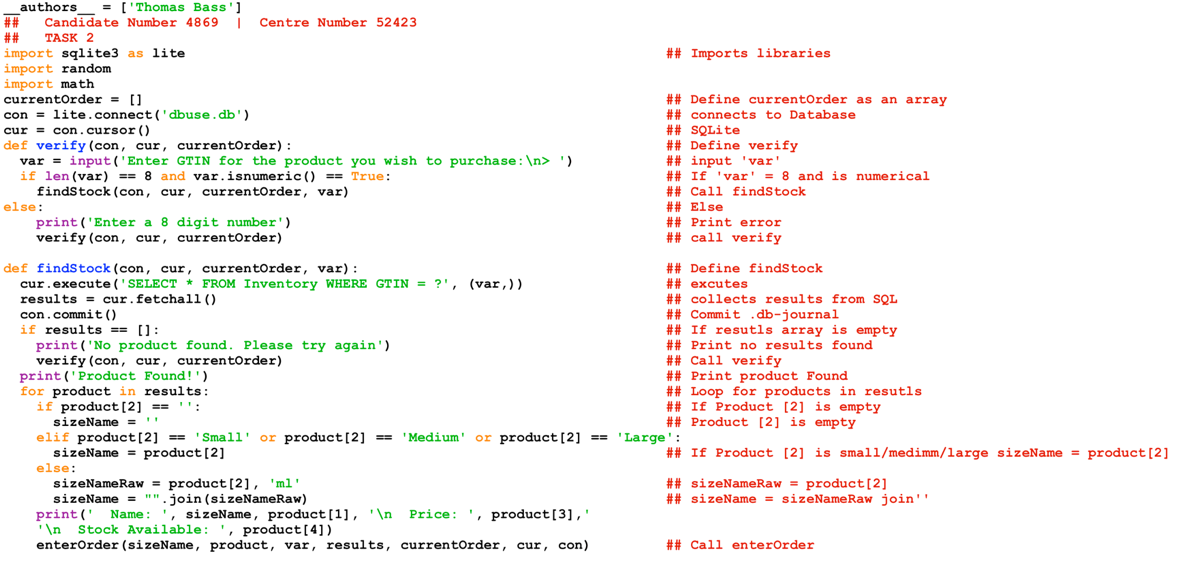 __authors__ = ['Thomas Bass']
##   Candidate Number 4869  |  Centre Number 52423
##   TASK 2
import sqlite3 as lite ## Imports libraries
import random
import math
currentOrder = [] ## Define currentOrder as an array
con = lite.connect('dbuse.db') ## connects to Database
cur = con.cursor() ## SQLite
def verify(con, cur, currentOrder): ## Define verify
  var = input('Enter GTIN for the product you wish to purchase:\n> ') ## input 'var'
  if len(var) == 8 and var.isnumeric() == True: ## If 'var' = 8 and is numerical
    findStock(con, cur, currentOrder, var) ## Call findStock
else: ## Else
    print('Enter a 8 digit number') ## Print error
    verify(con, cur, currentOrder) ## call verify

def findStock(con, cur, currentOrder, var): ## Define findStock
  cur.execute('SELECT * FROM Inventory WHERE GTIN = ?', (var,)) ## excutes
  results = cur.fetchall() ## collects results from SQL
  con.commit() ## Commit .db-journal
  if results == []: ## If resutls array is empty
    print('No product found. Please try again') ## Print no results found
    verify(con, cur, currentOrder) ## Call verify
  print('Product Found!') ## Print product Found
  for product in results: ## Loop for products in resutls
    if product[2] == '': ## If Product [2] is empty
      sizeName = '' ## Product [2] is empty
    elif product[2] == 'Small' or product[2] == 'Medium' or product[2] == 'Large':
      sizeName = product[2] ## If Product [2] is small/medimm/large sizeName = product[2]
    else:
      sizeNameRaw = product[2], 'ml' ## sizeNameRaw = product[2]
      sizeName = "".join(sizeNameRaw) ## sizeName = sizeNameRaw join''
    print('  Name: ', sizeName, product[1], '\n  Price: ', product[3],'
    '\n  Stock Available: ', product[4])
    enterOrder(sizeName, product, var, results, currentOrder, cur, con) ## Call enterOrder